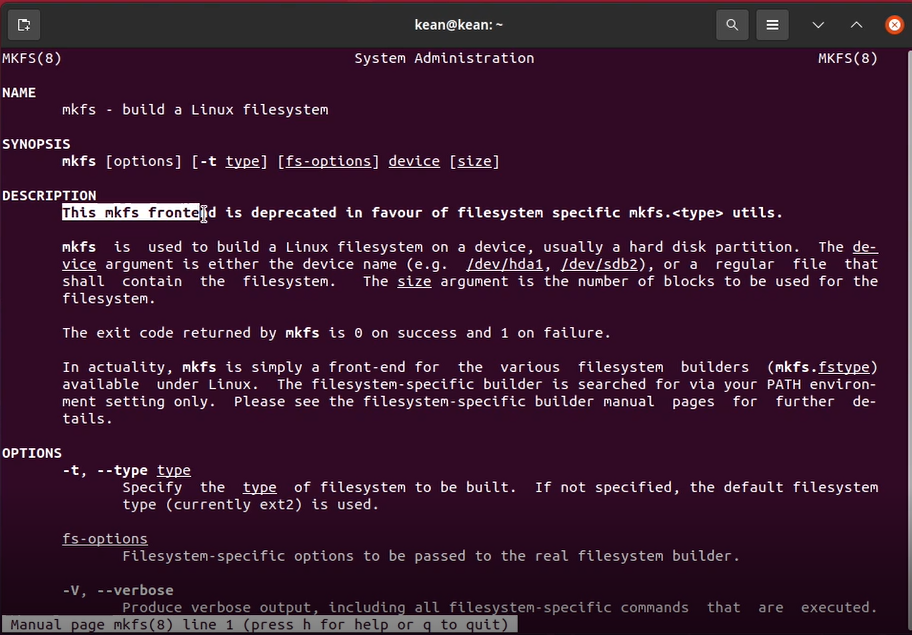 kean@kean: ~
MKFS(8) System Administration MKFS(8)
NAME
mkfs - build a Linux filesystem
SYNOPSIS
mkfs [options] [-t type] [fs-options] device [size]
DESCRIPTION
This mkfs frontend is deprecated in favour of filesystem specific mkfs.<type> utils.
mkfs is used to build a Linux filesystem on a device, usually a hard disk partition. The de-
vice argument is either the device name (e.g. /dev/hda1, /dev/sdb2), or a regular file that
shall contain the filesystem. The size argument is the number of blocks to be used for the
filesystem.
The exit code returned by mkfs is 0 on success and 1 on failure.
In actuality, mkfs is simply a front-end for the various filesystem builders (mkfs.fstype)
available under Linux. The filesystem-specific builder is searched for via your PATH environ-
ment setting only. Please see the filesystem-specific builder manual pages for further de-
tails.
OPTIONS
-t, --type type
Specify the type of filesystem to be built. If not specified, the default filesystem
type (currently ext2) is used.
fs-options
Filesystem-specific options to be passed to the real filesystem builder.
-V, --verbose
Produce verbose output, including all filesystem-specific commands that are executed.
Manual page mkfs(8) line 1 (press h for help or q to quit)